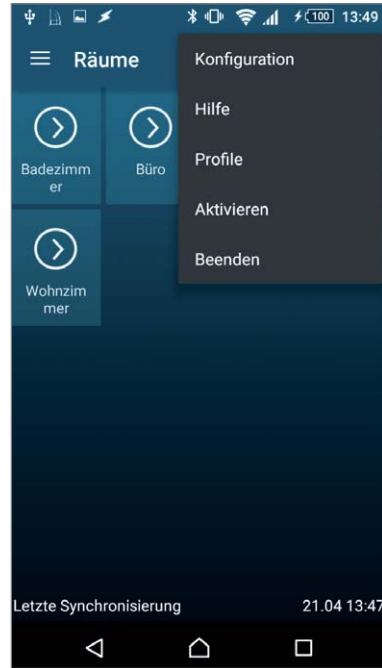 100 13:49
Räume
Konfiguration
Hilfe
Profile
Aktivieren
Beenden
Badezimm
er
Büro
Wohnzim
mer
Letzte Synchronisierung 21.04 13:47